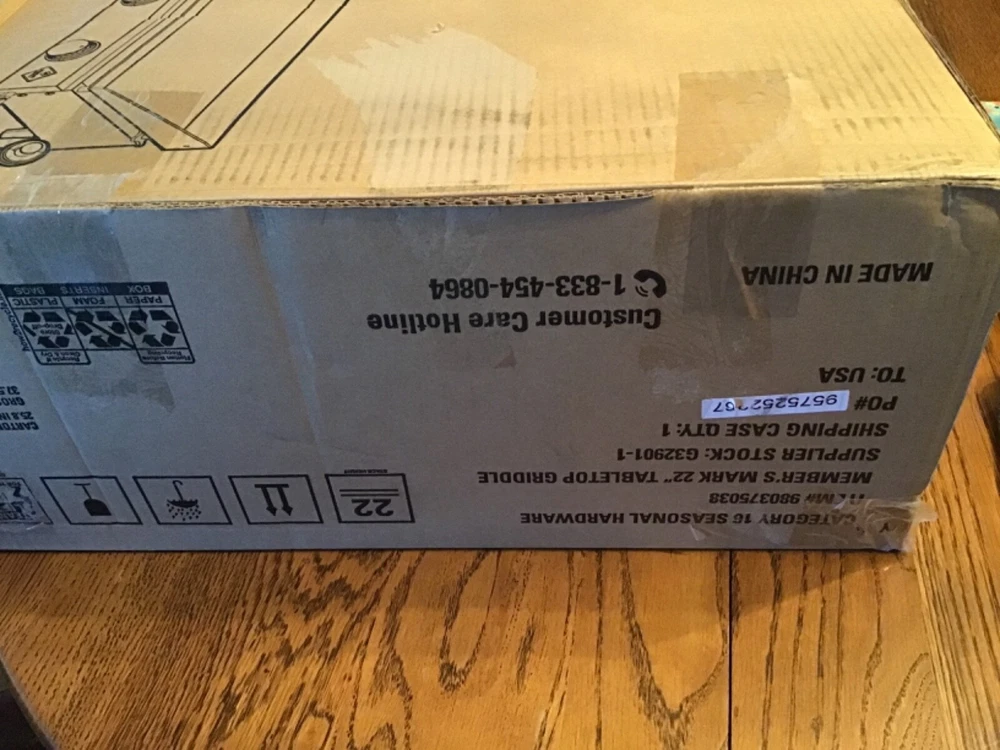 CATEGORY 16 SEASONAL HARDWARE
ITEM# 980375038
MEMBER'S MARK 22" TABLETOP GRIDDLE
SUPPLIER STOCK: G32901-1
SHIPPING CASE QTY: 1
PO#
TO: USA
MADE IN CHINA
22
Customer Care Hotline
1-833-454-0864
PAPER FOAM PLASTIC
BOX INSERTS BAGS